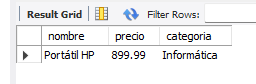 Result Grid Filter Rows:
nombre precio categoria
Portátil HP 899.99 Informática